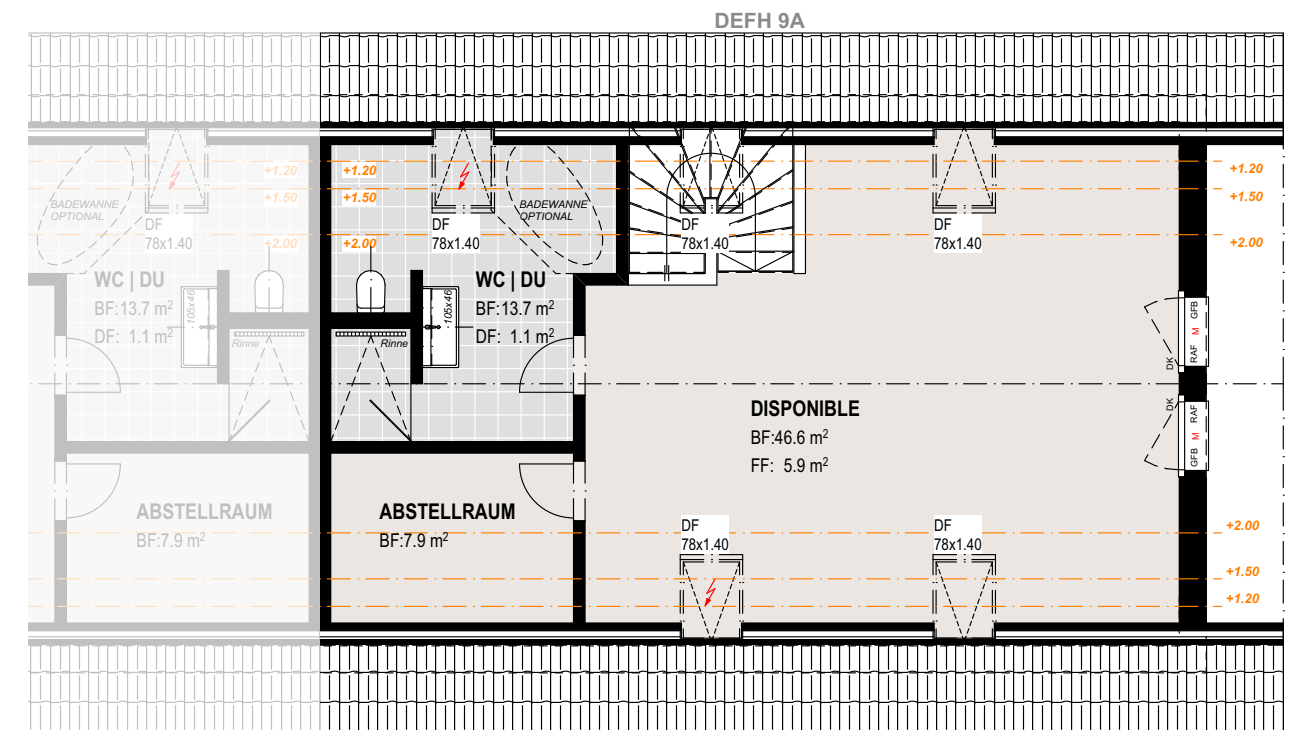 DEFH 9A
+1.20
+1.50
+2.00
BADEWANNE
OPTIONAL
DF
78x1.40
WC | DU
BF:13.7 m²
DF: 1.1 m²
105x46
Rinne
ABSTELLRAUM
BF:7.9 m²
+1.20
+1.50
+2.00
DF
78x1.40
BADEWANNE
OPTIONAL
WC | DU
BF:13.7 m²
DF: 1.1 m²
105x46
Rinne
ABSTELLRAUM
BF:7.9 m²
DF
78x1.40
DF
78x1.40
DISPONIBLE
BF:46.6 m²
FF: 5.9 m²
DF
78x1.40
DF
78x1.40
+1.20
+1.50
+2.00
DK
RAF M GFB
DK
GFB M RAF
+2.00
+1.50
+1.20